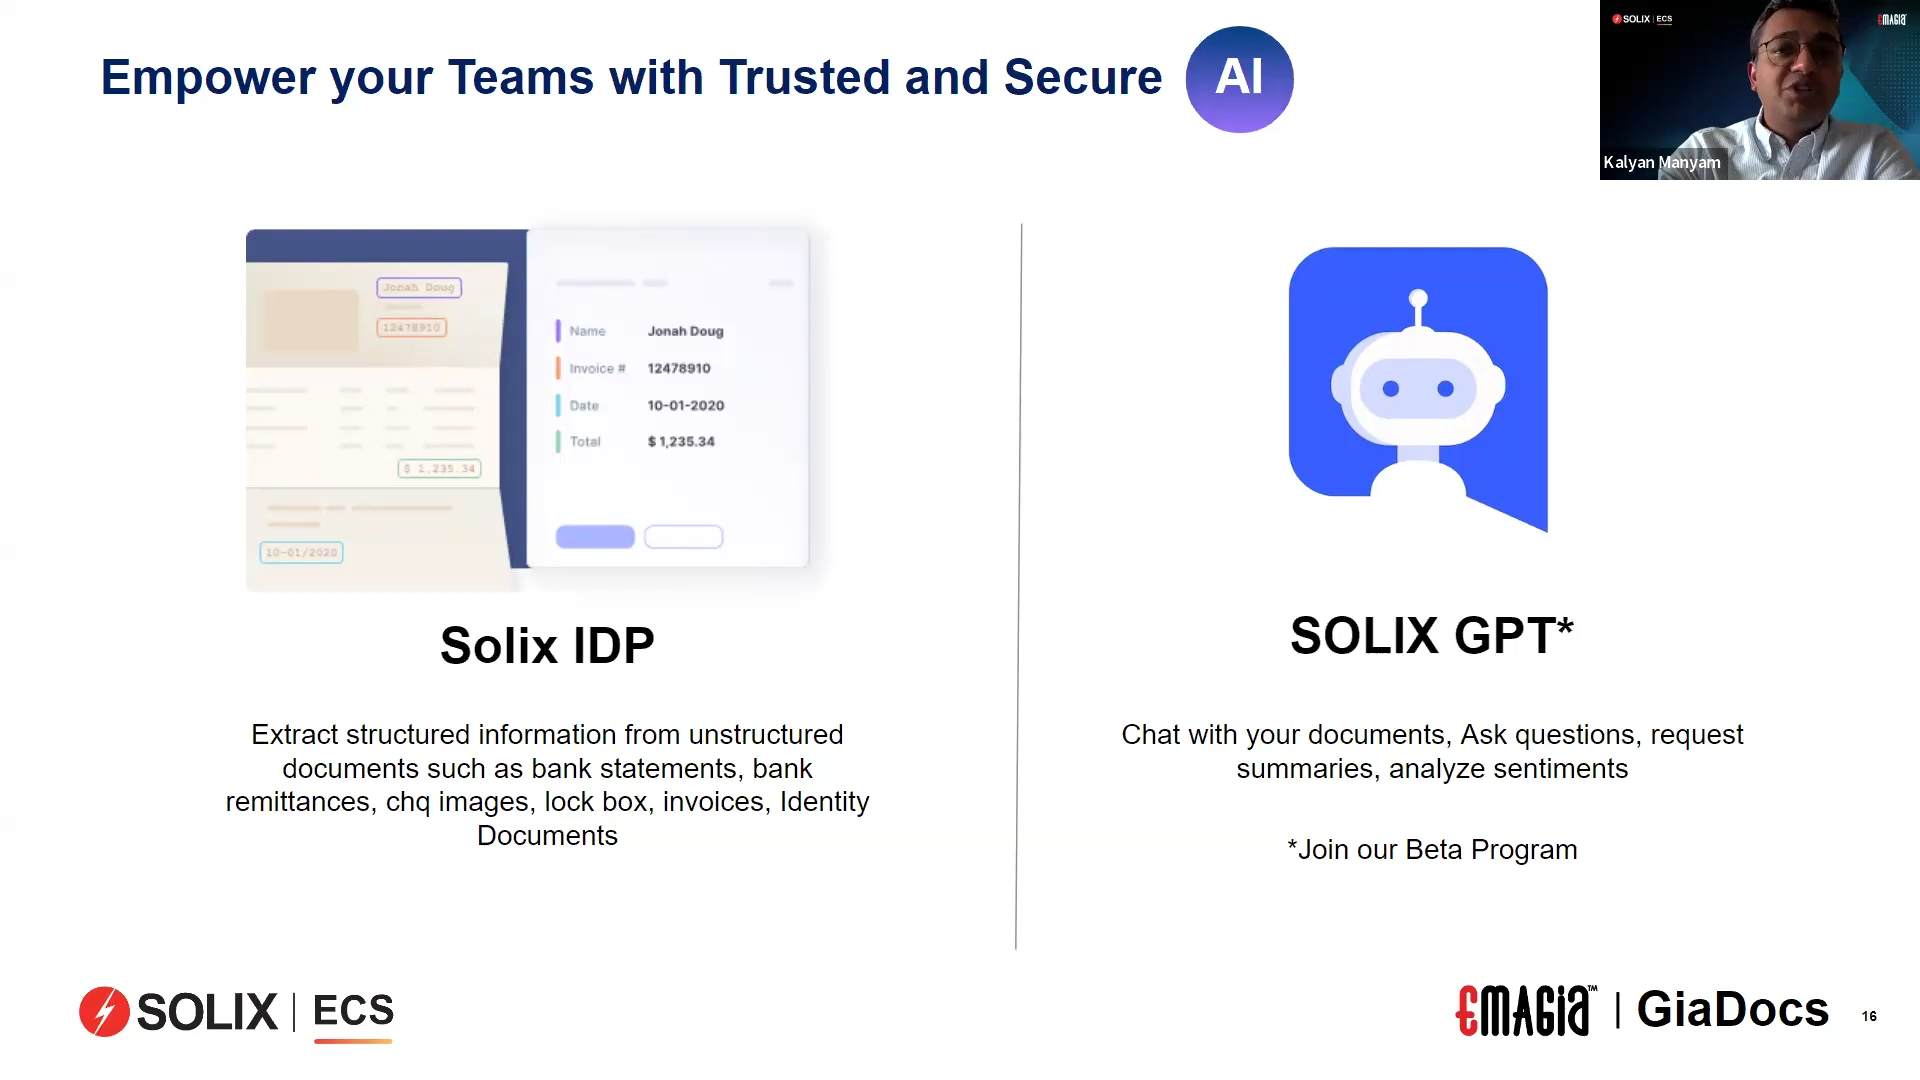 Empower your Teams with Trusted and Secure AI
SOLIX | ECS
EMAGIA
Kalyan Manyam
Jonah Doug
12478910
$ 1,235.34
10-01/2020
Name Jonah Doug
Invoice # 12478910
Date 10-01-2020
Total $ 1,235.34
Solix IDP
Extract structured information from unstructured
documents such as bank statements, bank
remittances, chq images, lock box, invoices, Identity
Documents
SOLIX GPT*
Chat with your documents, Ask questions, request
summaries, analyze sentiments
*Join our Beta Program
SOLIX | ECS
EMAGIA™ | GiaDocs
16